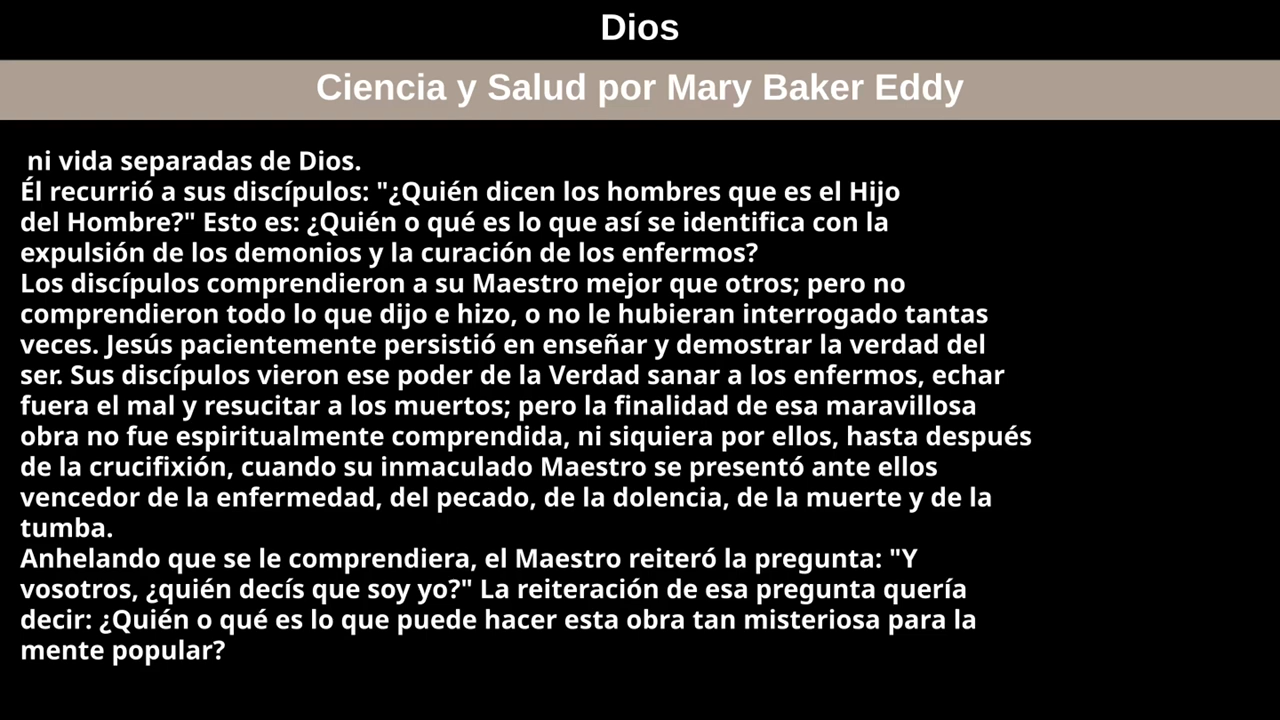 Dios
Ciencia y Salud por Mary Baker Eddy
ni vida separadas de Dios.
Él recurrió a sus discípulos: "¿Quién dicen los hombres que es el Hijo
del Hombre?" Esto es: ¿Quién o qué es lo que así se identifica con la
expulsión de los demonios y la curación de los enfermos?
Los discípulos comprendieron a su Maestro mejor que otros; pero no
comprendieron todo lo que dijo e hizo, o no le hubieran interrogado tantas
veces. Jesús pacientemente persistió en enseñar y demostrar la verdad del
ser. Sus discípulos vieron ese poder de la Verdad sanar a los enfermos, echar
fuera el mal y resucitar a los muertos; pero la finalidad de esa maravillosa
obra no fue espiritualmente comprendida, ni siquiera por ellos, hasta después
de la crucifixión, cuando su inmaculado Maestro se presentó ante ellos
vencedor de la enfermedad, del pecado, de la dolencia, de la muerte y de la
tumba.
Anhelando que se le comprendiera, el Maestro reiteró la pregunta: "Y
vosotros, ¿quién decís que soy yo?" La reiteración de esa pregunta quería
decir: ¿Quién o qué es lo que puede hacer esta obra tan misteriosa para la
mente popular?